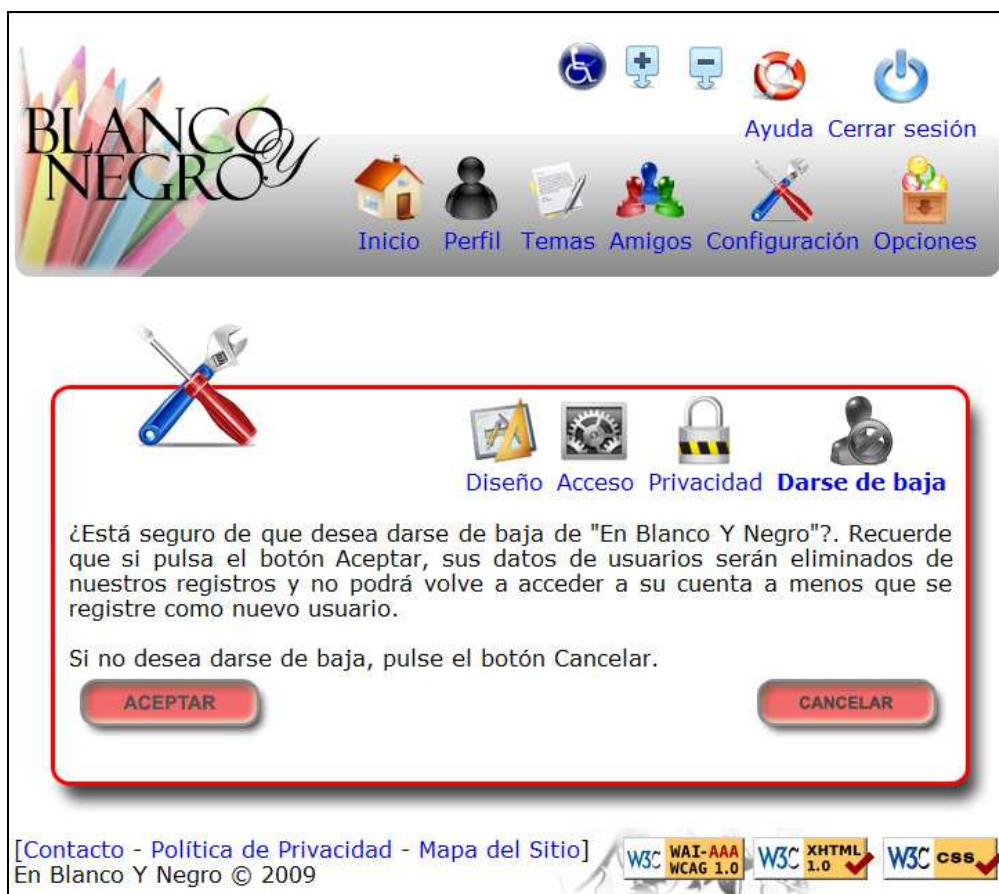 BLANCO Y
NEGRO
Ayuda Cerrar sesión
Inicio Perfil Temas Amigos Configuración Opciones
Diseño Acceso Privacidad Darse de baja
¿Está seguro de que desea darse de baja de "En Blanco Y Negro"?. Recuerde
que si pulsa el botón Aceptar, sus datos de usuarios serán eliminados de
nuestros registros y no podrá volve a acceder a su cuenta a menos que se
registre como nuevo usuario.
Si no desea darse de baja, pulse el botón Cancelar.
ACEPTAR CANCELAR
[Contacto - Política de Privacidad - Mapa del Sitio]
En Blanco Y Negro © 2009
W3C WAI-AAA WCAG 1.0
W3C XHTML 1.0
W3C css